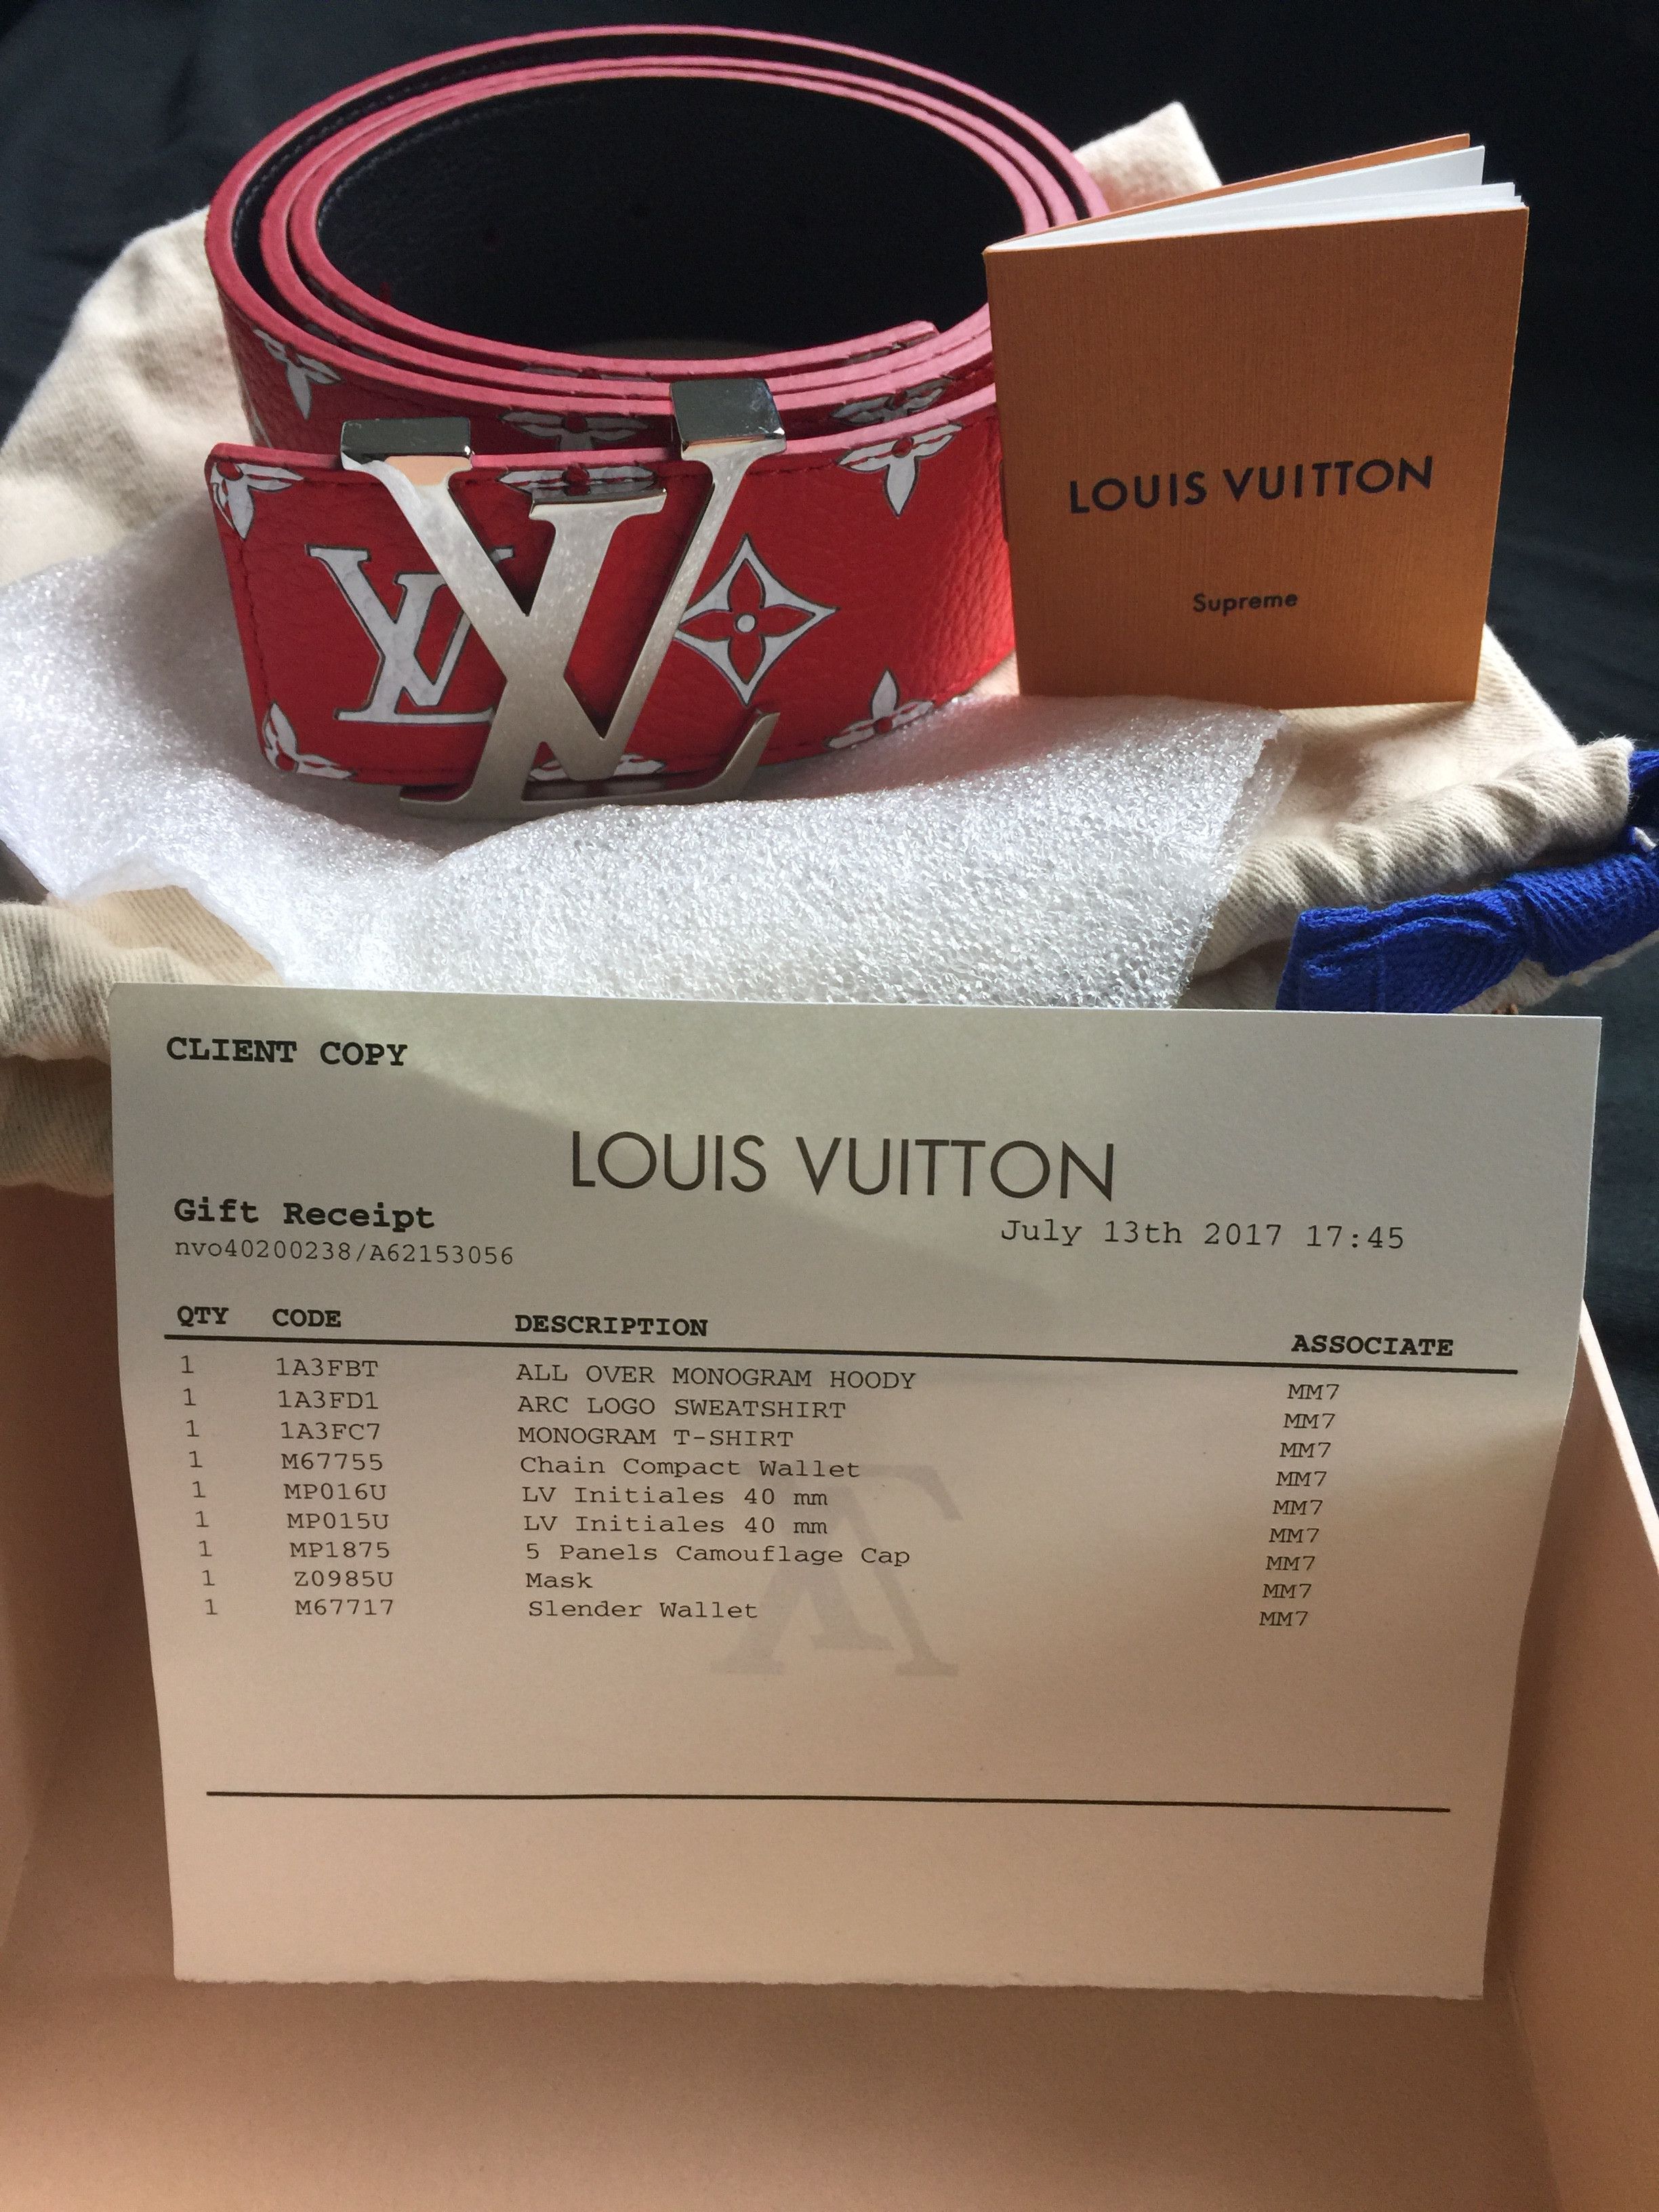 LOUIS VUITTON
Supreme
CLIENT COPY
LOUIS VUITTON
Gift Receipt
July 13th 2017 17:45
nvo40200238/A62153056
QTY CODE DESCRIPTION ASSOCIATE
1 1A3FBT ALL OVER MONOGRAM HOODY MM7
1 1A3FD1 ARC LOGO SWEATSHIRT MM7
1 1A3FC7 MONOGRAM T-SHIRT MM7
1 M67755 Chain Compact Wallet MM7
1 MP016U LV Initiales 40 mm MM7
1 MP015U LV Initiales 40 mm MM7
1 MP1875 5 Panels Camouflage Cap MM7
1 Z0985U Mask MM7
1 M67717 Slender Wallet MM7
LV
LV